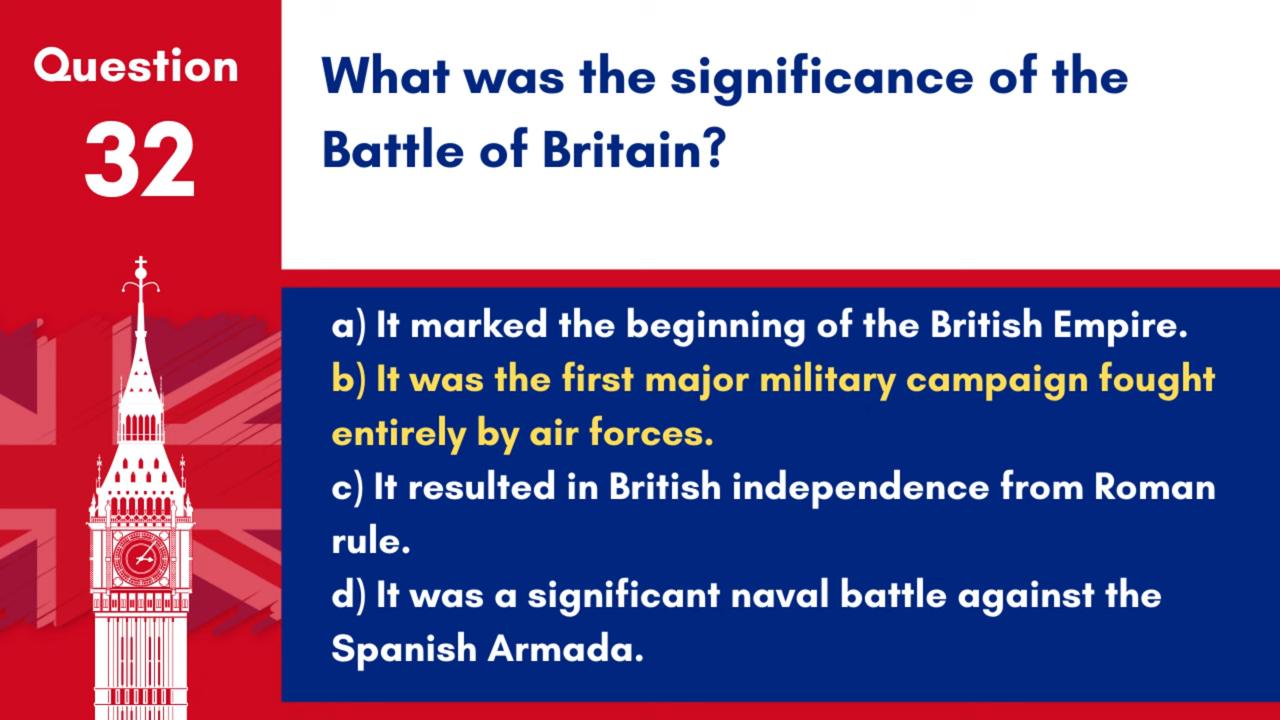 Question
32
What was the significance of the
Battle of Britain?
a) It marked the beginning of the British Empire.
b) It was the first major military campaign fought
entirely by air forces.
c) It resulted in British independence from Roman
rule.
d) It was a significant naval battle against the
Spanish Armada.